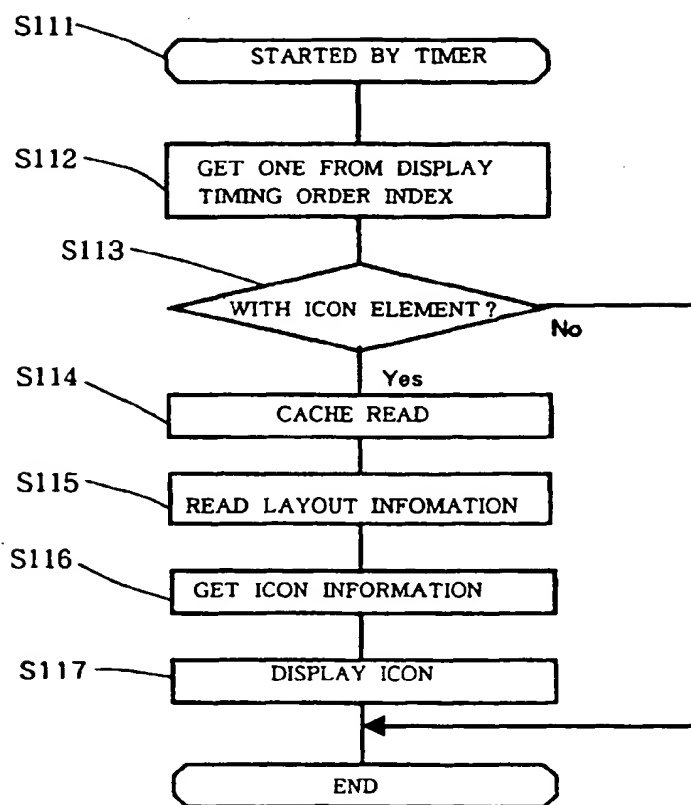 S111
STARTED BY TIMER
S112
GET ONE FROM DISPLAY
TIMING ORDER INDEX
S113
WITH ICON ELEMENT?
No
Yes
S114
CACHE READ
S115
READ LAYOUT INFOMATION
S116
GET ICON INFORMATION
S117
DISPLAY ICON
END